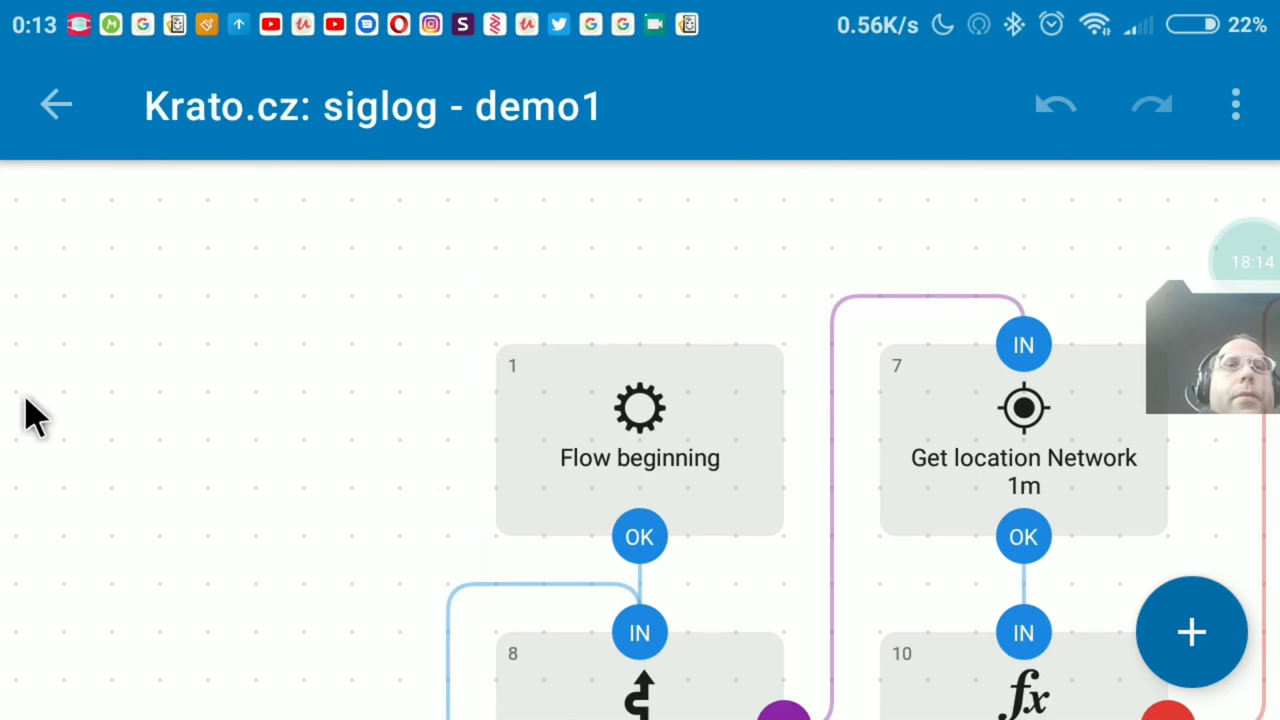 0:13
0.56K/s
22%
Krato.cz: siglog - demo1
18:14
IN
1
7
Flow beginning
Get location Network
1m
OK
OK
IN
IN
8
10
fx
+